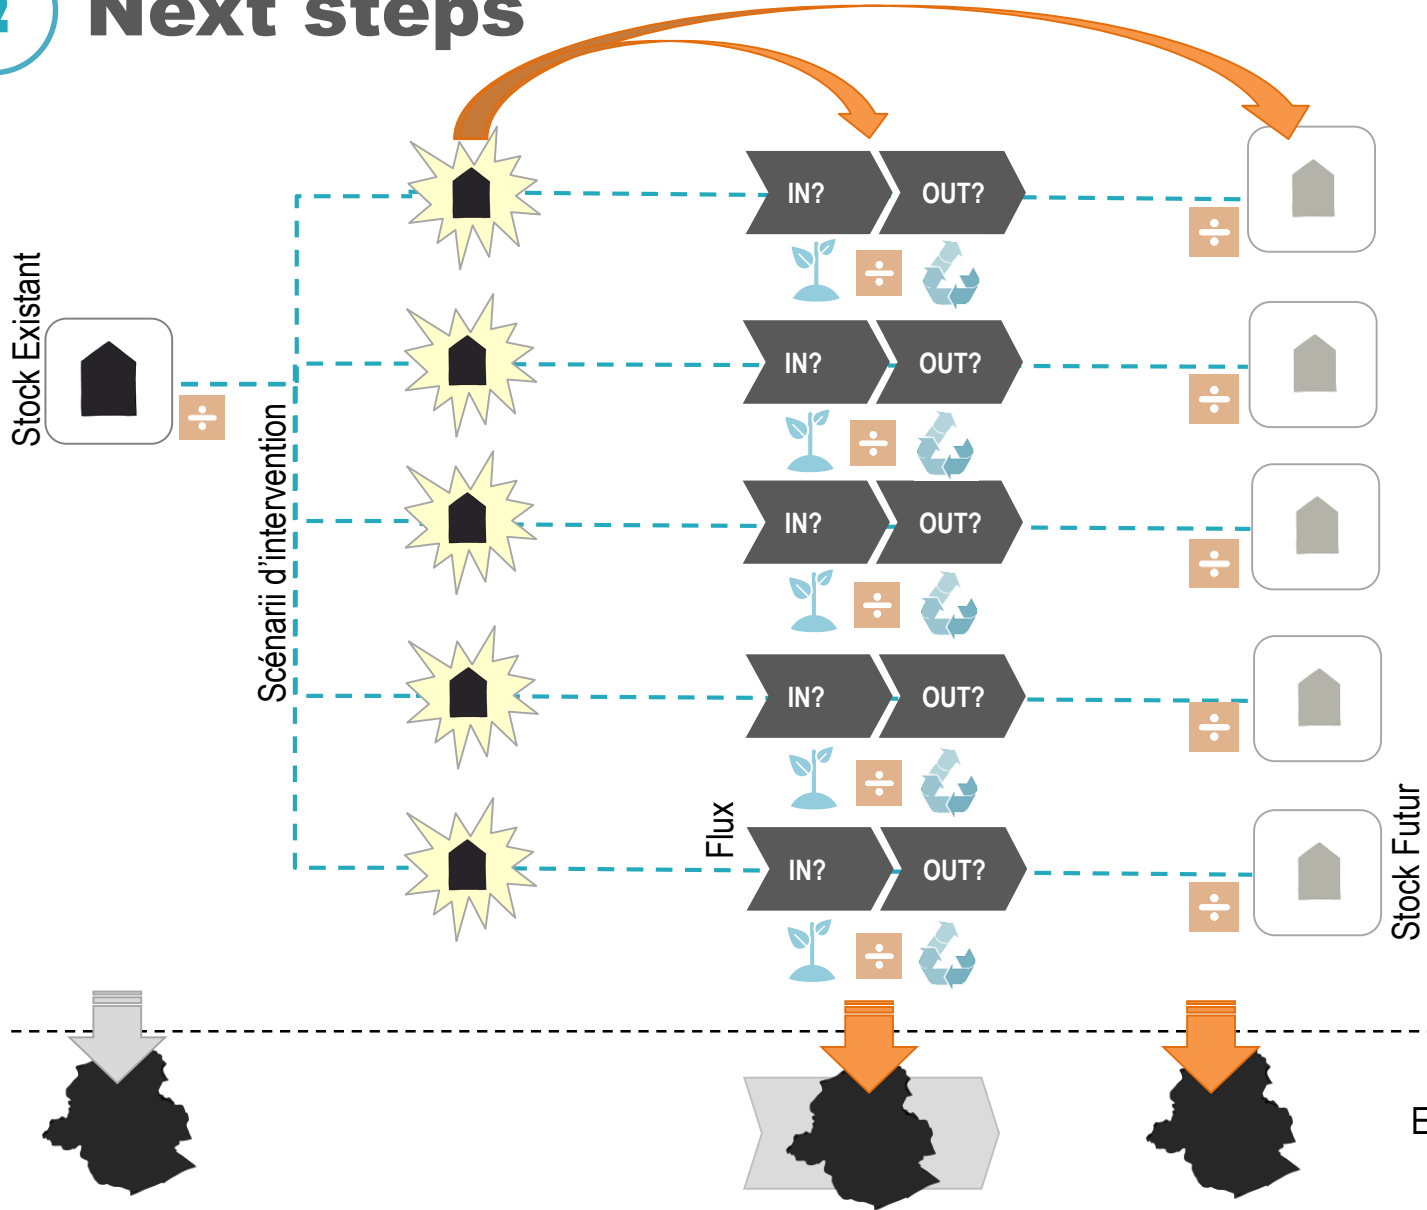 Next steps
Stock Existant
Scénarii d'intervention
IN? OUT?
IN? OUT?
IN? OUT?
IN? OUT?
Flux
IN? OUT?
Stock Futur